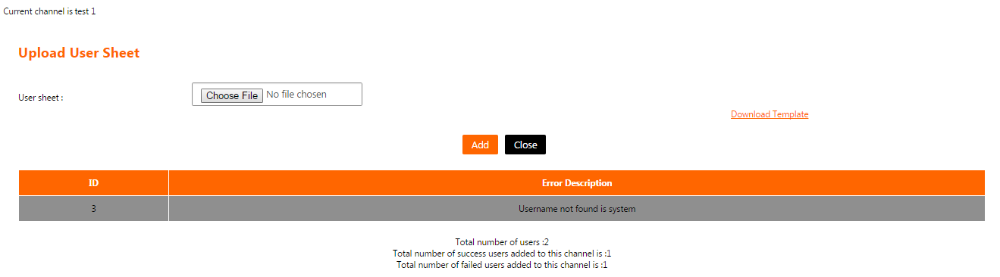 Current channel is test 1
Upload User Sheet
User sheet :
Choose File No file chosen
Download Template
Add Close
ID Error Description
3 Username not found is system
Total number of users :2
Total number of success users added to this channel is :1
Total number of failed users added to this channel is :1